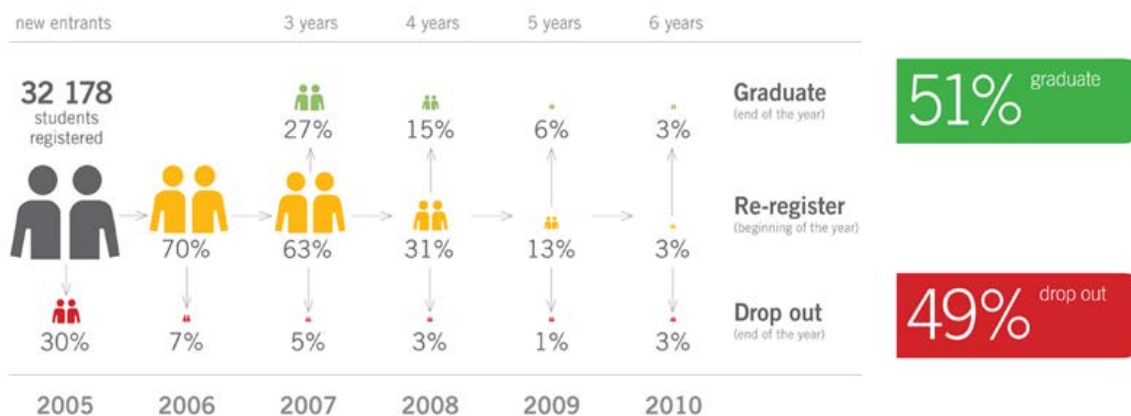 new entrants 3 years 4 years 5 years 6 years
32 178
students
registered
27% 15% 6% 3%
Graduate
(end of the year)
51% graduate
70% 63% 31% 13% 3%
Re-register
(beginning of the year)
30% 7% 5% 3% 1% 3%
Drop out
(end of the year)
49% drop out
2005 2006 2007 2008 2009 2010